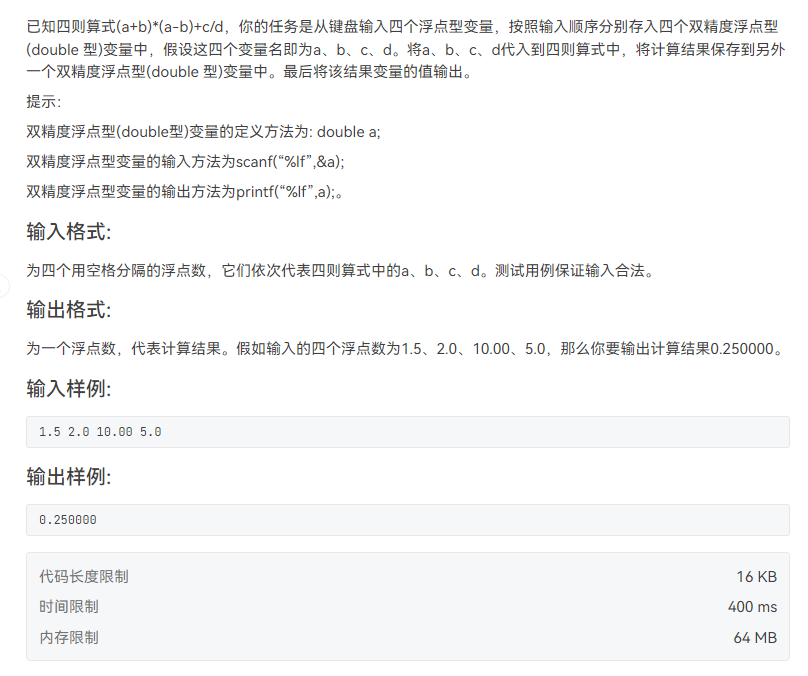 已知四则算式(a+b)*(a-b)+c/d，你的任务是从键盘输入四个浮点型变量，按照输入顺序分别存入四个双精度浮点型
(double 型)变量中，假设这四个变量名即为a、b、c、d。将a、b、c、d代入到四则算式中，将计算结果保存到另外
一个双精度浮点型(double 型)变量中。最后将该结果变量的值输出。
提示：
双精度浮点型(double型)变量的定义方法为: double a;
双精度浮点型变量的输入方法为scanf(“%lf”,&a);
双精度浮点型变量的输出方法为printf(“%lf”,a);。
输入格式:
为四个用空格分隔的浮点数，它们依次代表四则算式中的a、b、c、d。测试用例保证输入合法。
输出格式:
为一个浮点数，代表计算结果。假如输入的四个浮点数为1.5、2.0、10.00、5.0，那么你要输出计算结果0.250000。
输入样例:
1.5 2.0 10.00 5.0
输出样例:
0.250000
代码长度限制 16 KB
时间限制 400 ms
内存限制 64 MB